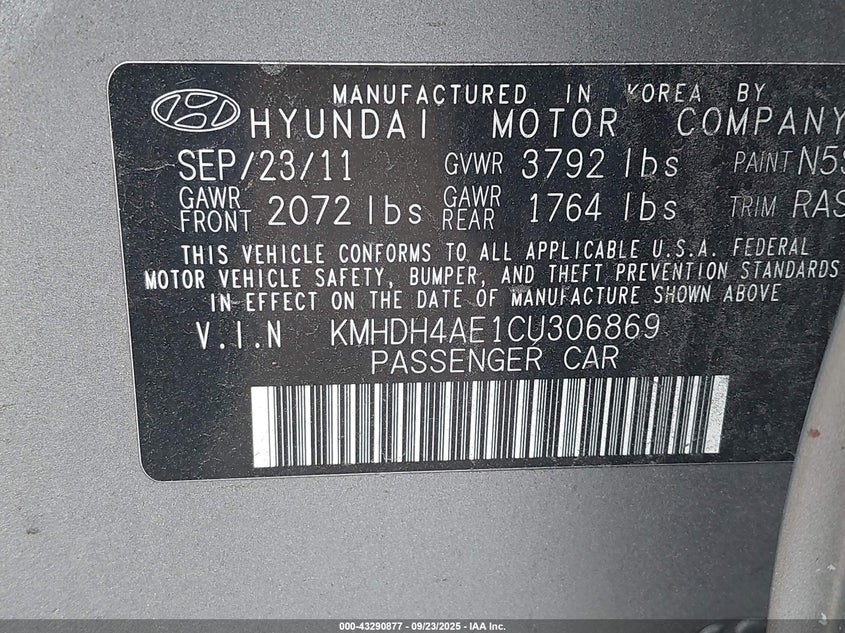 MANUFACTURED IN KOREA BY
HYUNDAI MOTOR COMPANY
SEP/23/11 GVWR 3792 lbs PAINT N5S
GAWR FRONT 2072 lbs GAWR REAR 1764 lbs TRIM RAS
THIS VEHICLE CONFORMS TO ALL APPLICABLE U.S.A. FEDERAL
MOTOR VEHICLE SAFETY, BUMPER, AND THEFT PREVENTION STANDARDS
IN EFFECT ON THE DATE OF MANUFACTURE SHOWN ABOVE
V.I.N KMHDH4AE1CU306869
PASSENGER CAR
000-43290877 - 09/23/2025 - IAA Inc.